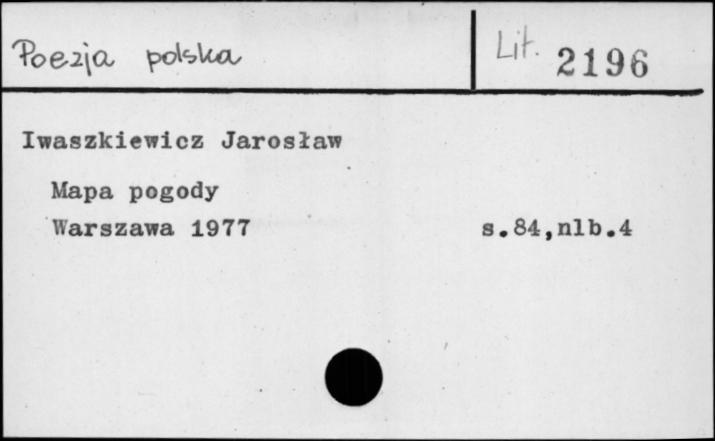 Poezja polska
Lit. 2196
Iwaszkiewicz Jarosław
Mapa pogody
Warszawa 1977 s.84,nlb.4